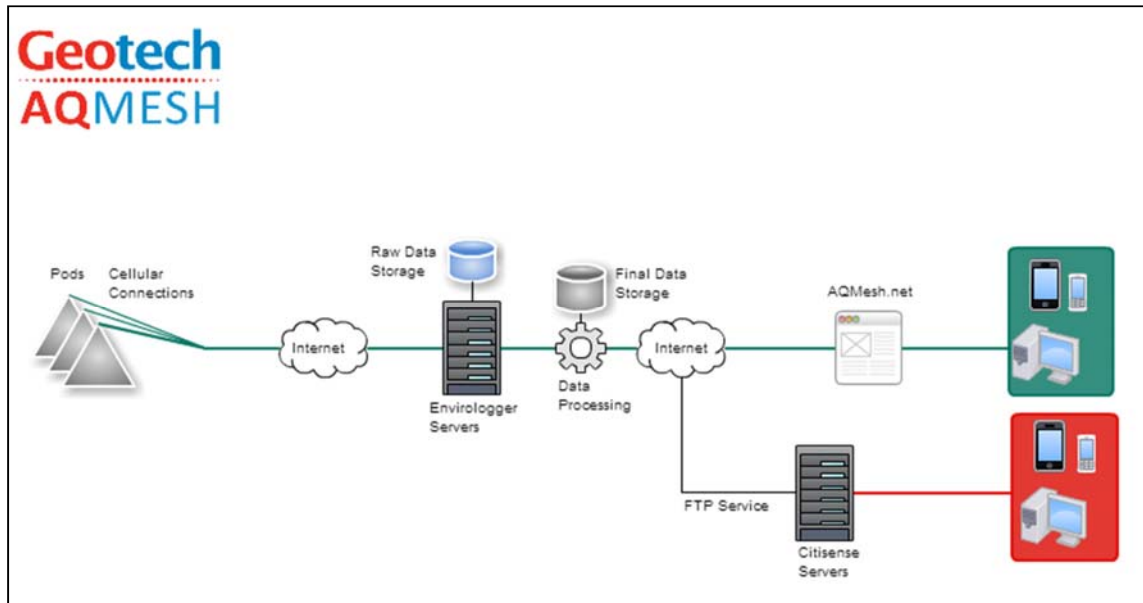 Geotech
AQMESH
Pods
Cellular
Connections
Internet
Raw Data
Storage
Envirologger
Servers
Final Data
Storage
Data
Processing
Internet
AQMesh.net
FTP Service
Citisense
Servers